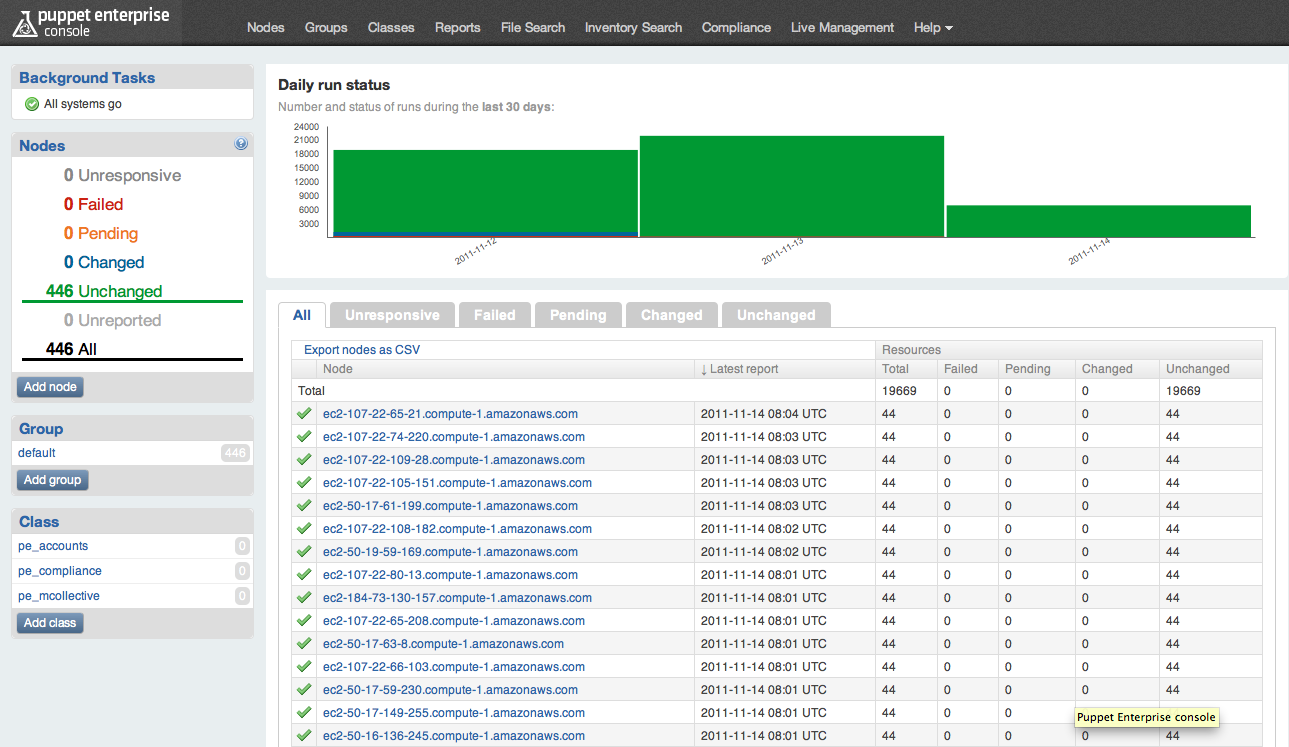 puppet enterprise
console
Nodes Groups Classes Reports File Search Inventory Search Compliance Live Management Help
Background Tasks
All systems go
Nodes
0 Unresponsive
0 Failed
0 Pending
0 Changed
446 Unchanged
0 Unreported
446 All
Add node
Group
default 446
Add group
Class
pe_accounts 0
pe_compliance 0
pe_mcollective 0
Add class
Daily run status
Number and status of runs during the last 30 days:
24000
21000
18000
15000
12000
9000
6000
3000
2011-11-12 2011-11-13 2011-11-14
All Unresponsive Failed Pending Changed Unchanged
Export nodes as CSV Resources
Node ↓ Latest report Total Failed Pending Changed Unchanged
Total 19669 0 0 0 19669
ec2-107-22-65-21.compute-1.amazonaws.com 2011-11-14 08:04 UTC 44 0 0 0 44
ec2-107-22-74-220.compute-1.amazonaws.com 2011-11-14 08:03 UTC 44 0 0 0 44
ec2-107-22-109-28.compute-1.amazonaws.com 2011-11-14 08:03 UTC 44 0 0 0 44
ec2-107-22-105-151.compute-1.amazonaws.com 2011-11-14 08:03 UTC 44 0 0 0 44
ec2-50-17-61-199.compute-1.amazonaws.com 2011-11-14 08:03 UTC 44 0 0 0 44
ec2-107-22-108-182.compute-1.amazonaws.com 2011-11-14 08:02 UTC 44 0 0 0 44
ec2-50-19-59-169.compute-1.amazonaws.com 2011-11-14 08:02 UTC 44 0 0 0 44
ec2-107-22-80-13.compute-1.amazonaws.com 2011-11-14 08:01 UTC 44 0 0 0 44
ec2-184-73-130-157.compute-1.amazonaws.com 2011-11-14 08:01 UTC 44 0 0 0 44
ec2-107-22-65-208.compute-1.amazonaws.com 2011-11-14 08:01 UTC 44 0 0 0 44
ec2-50-17-63-8.compute-1.amazonaws.com 2011-11-14 08:01 UTC 44 0 0 0 44
ec2-107-22-66-103.compute-1.amazonaws.com 2011-11-14 08:01 UTC 44 0 0 0 44
ec2-50-17-59-230.compute-1.amazonaws.com 2011-11-14 08:01 UTC 44 0 0 0 44
ec2-50-17-149-255.compute-1.amazonaws.com 2011-11-14 08:01 UTC 44 0 0
Puppet Enterprise console
ec2-50-16-136-245.compute-1.amazonaws.com 2011-11-14 08:01 UTC 44 0 0 0 44